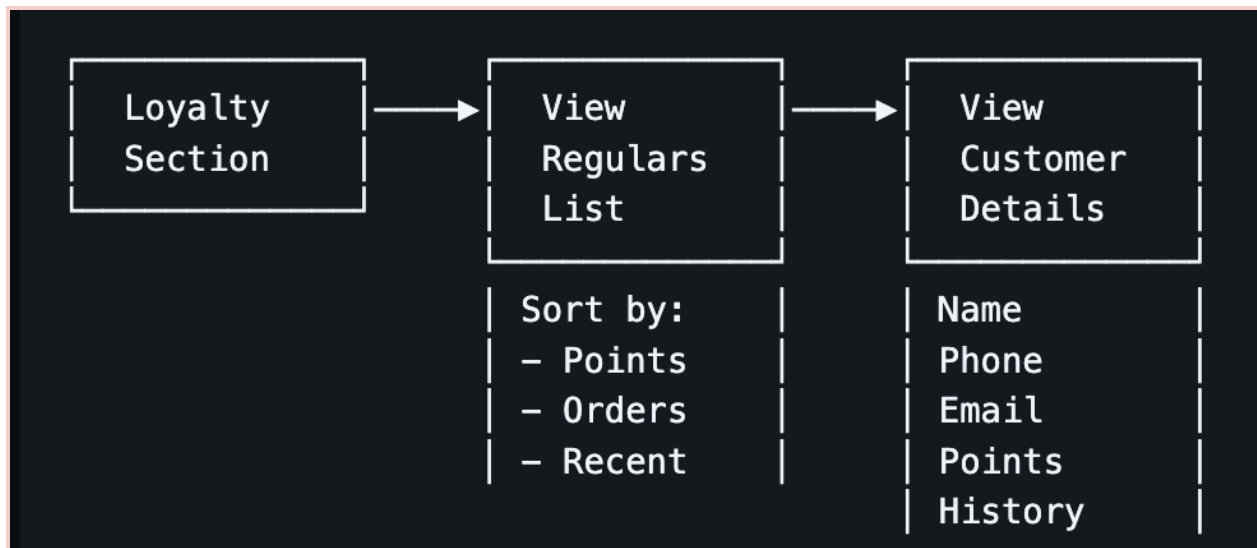 Loyalty
Section
View
Regulars
List
Sort by:
– Points
– Orders
– Recent
View
Customer
Details
Name
Phone
Email
Points
History